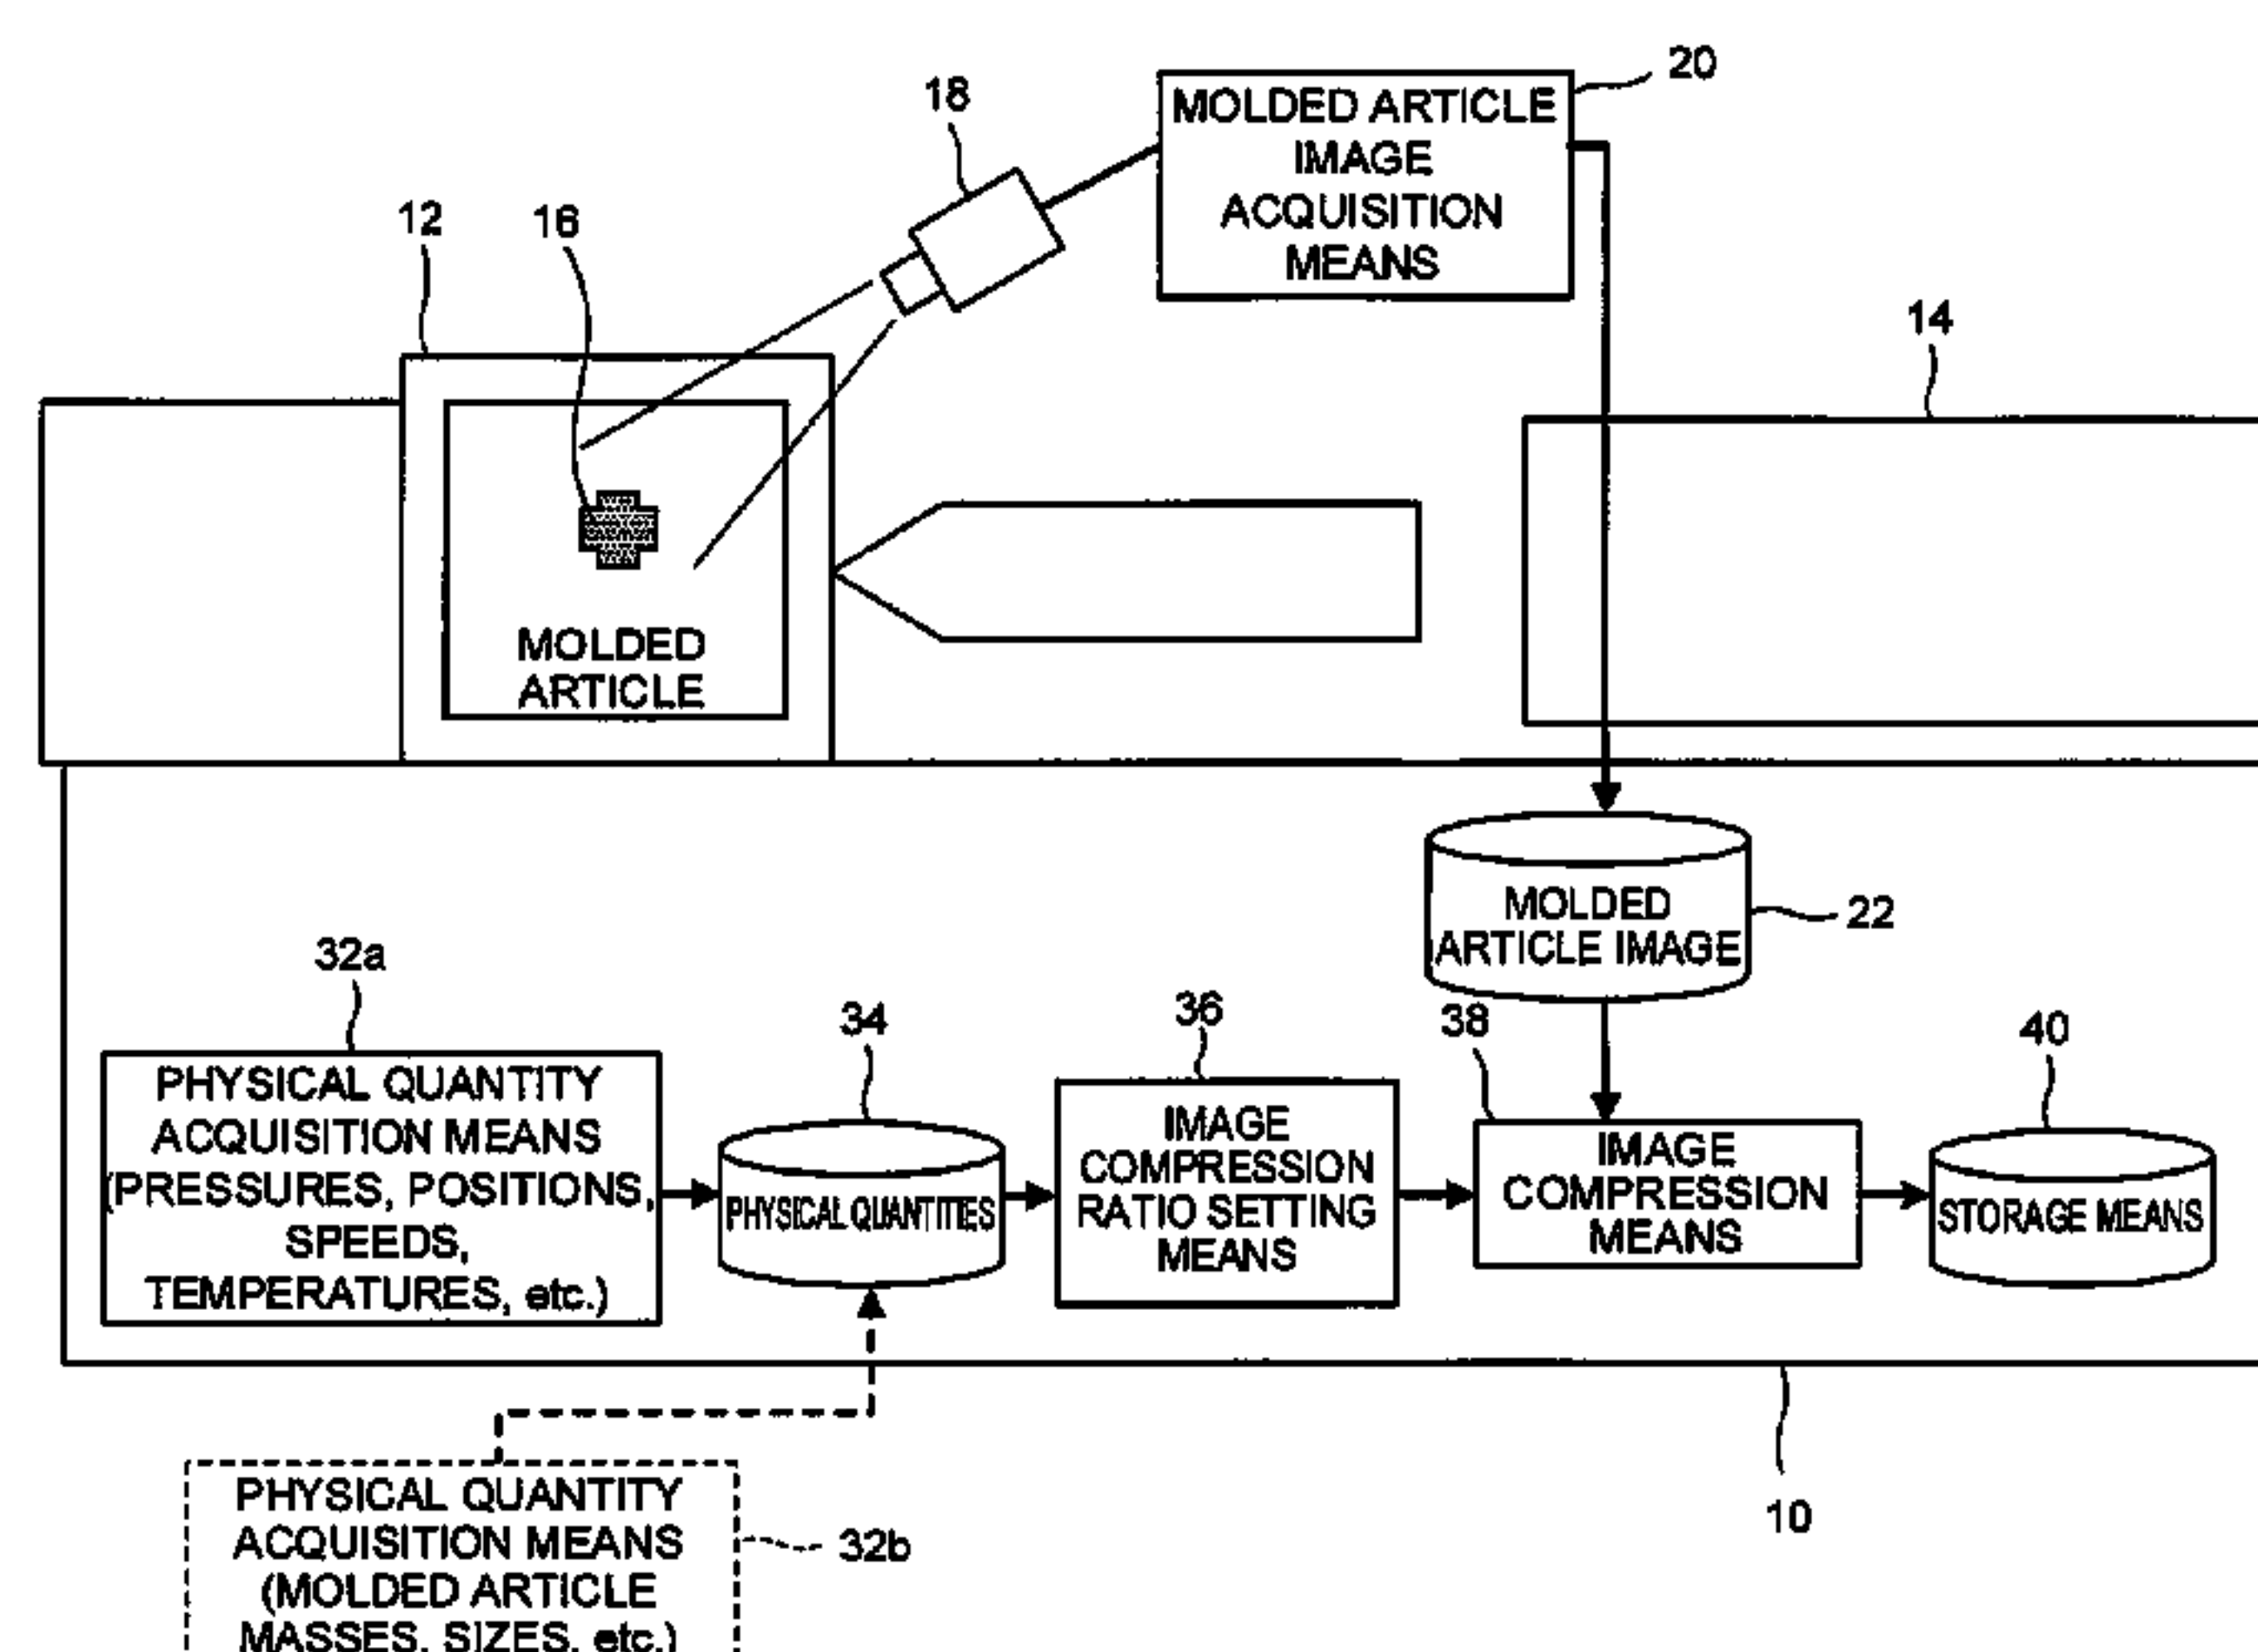 20
18
MOLDED ARTICLE
IMAGE
ACQUISITION
MEANS
12
16
14
MOLDED
ARTICLE
MOLDED
ARTICLE IMAGE
22
32a
34
36
38
40
PHYSICAL QUANTITY
ACQUISITION MEANS
(PRESSURES, POSITIONS,
SPEEDS,
TEMPERATURES, etc.)
PHYSICAL QUANTITIES
IMAGE
COMPRESSION
RATIO SETTING
MEANS
IMAGE
COMPRESSION
MEANS
STORAGE MEANS
10
PHYSICAL QUANTITY
ACQUISITION MEANS
(MOLDED ARTICLE
MASSES, SIZES, etc.)
32b